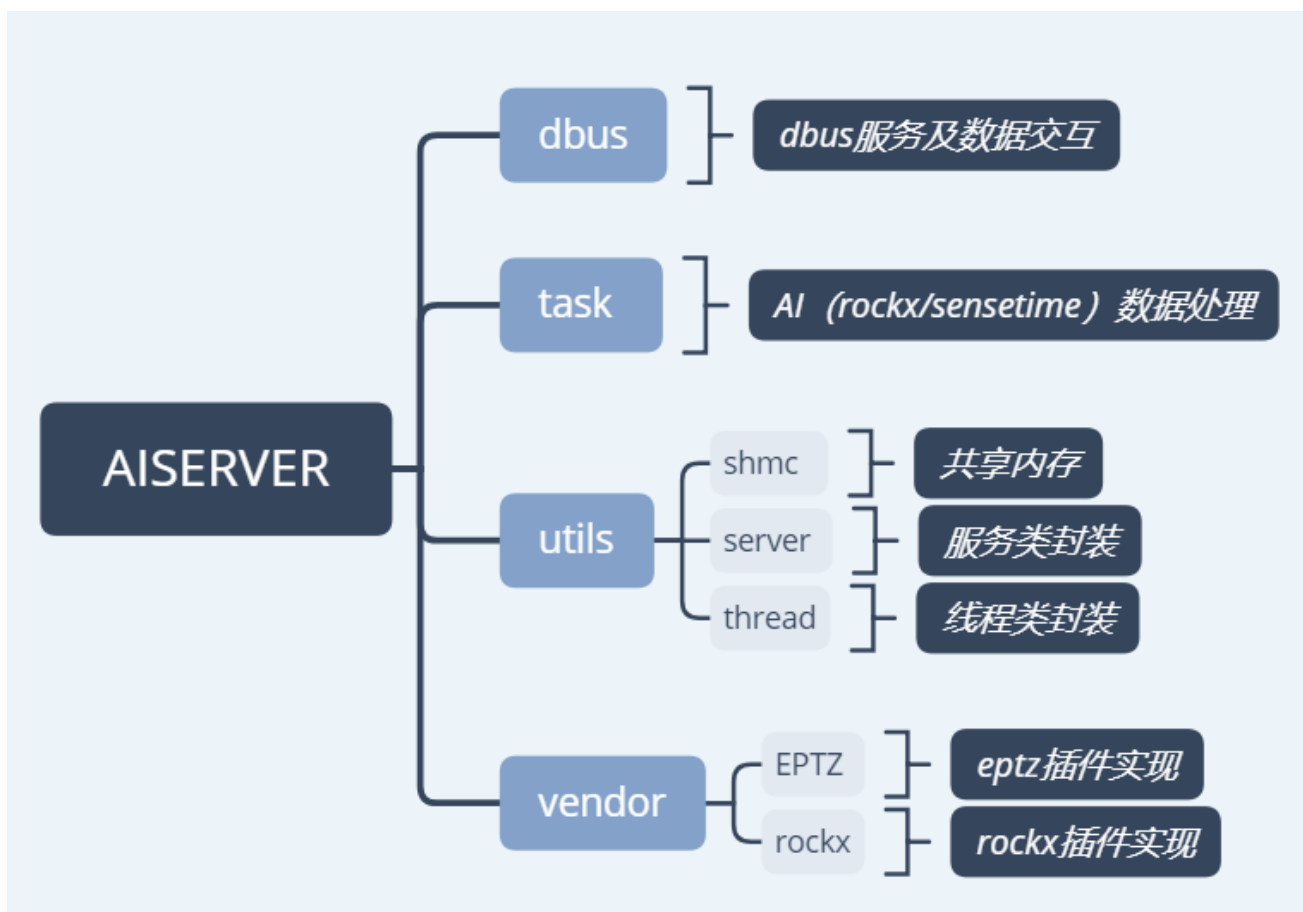 dbus
dbus服务及数据交互
task
AI（rockx/sensetime）数据处理
AISERVER
utils
shmc
共享内存
server
服务类封装
thread
线程类封装
vendor
EPTZ
eptz插件实现
rockx
rockx插件实现